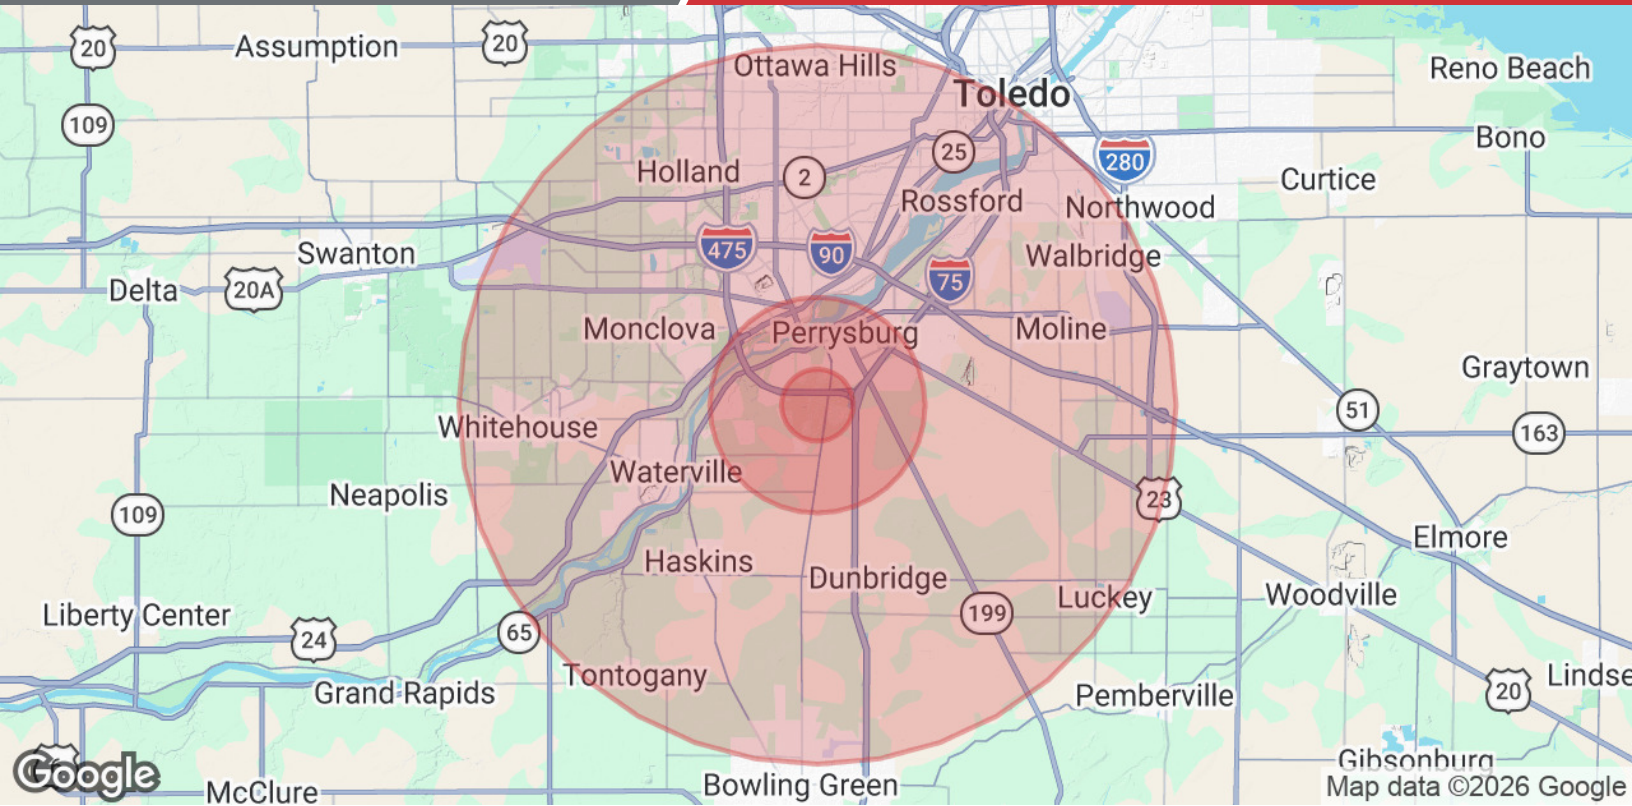 20
Assumption
20
Ottawa Hills
Reno Beach
Toledo
109
Bono
25
280
Holland
2
Curtice
Rossford
Northwood
Swanton
475
90
Walbridge
75
Delta
20A
Monclova
Perrysburg
Moline
Graytown
51
Whitehouse
163
Waterville
Neapolis
23
109
Elmore
Haskins
Dunbridge
Luckey
Woodville
Liberty Center
199
65
24
Tontogany
Lindse
Grand Rapids
Pemberville
20
Gibsonburg
Google
Bowling Green
Map data ©2026 Google
McClure